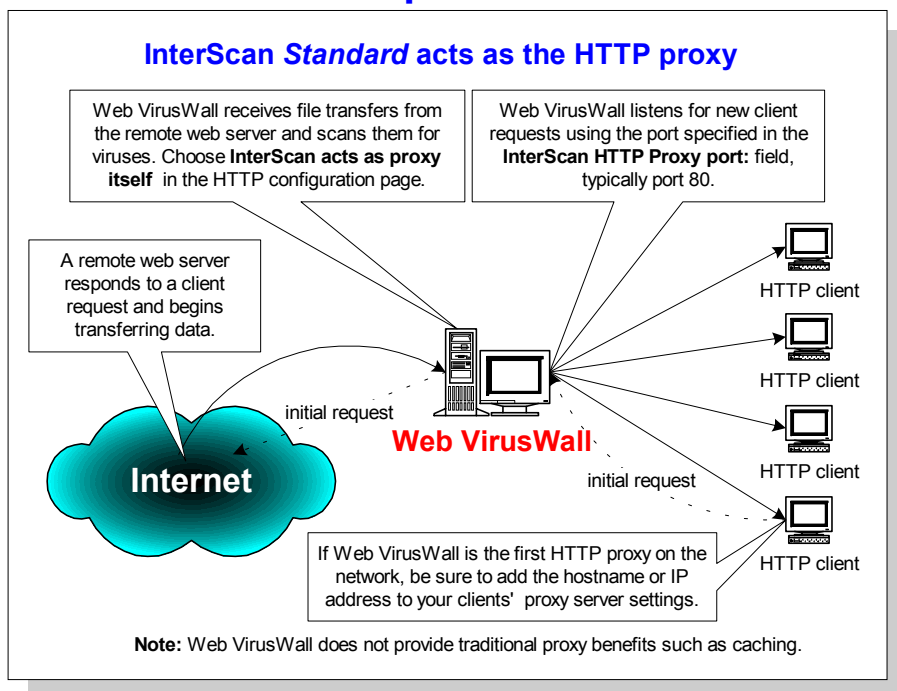 InterScan Standard acts as the HTTP proxy
Web VirusWall receives file transfers from
the remote web server and scans them for
viruses. Choose InterScan acts as proxy
itself in the HTTP configuration page.
Web VirusWall listens for new client
requests using the port specified in the
InterScan HTTP Proxy port: field,
typically port 80.
A remote web server
responds to a client
request and begins
transferring data.
HTTP client
HTTP client
HTTP client
HTTP client
initial request
Web VirusWall
Internet
initial request
If Web VirusWall is the first HTTP proxy on the
network, be sure to add the hostname or IP
address to your clients' proxy server settings.
Note: Web VirusWall does not provide traditional proxy benefits such as caching.